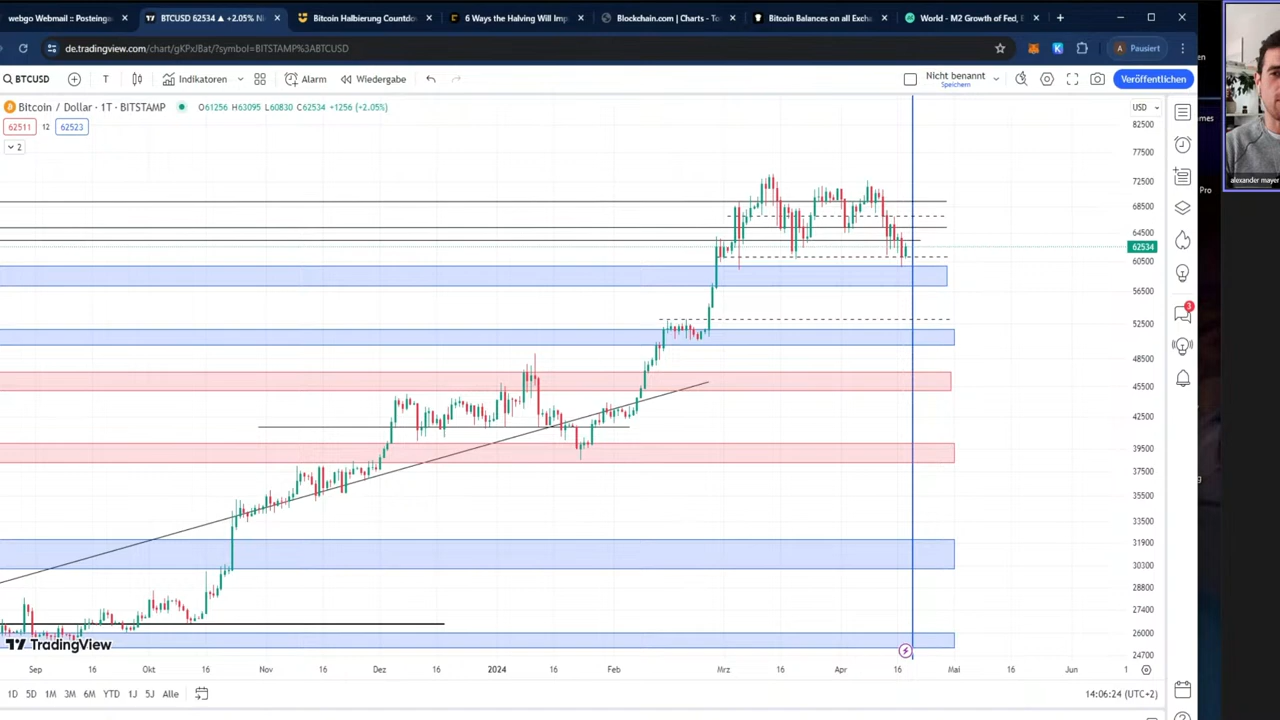 webgo Webmail :: Posteingan
BTCUSD 62534 ▲ +2.05% Ni
Bitcoin Halbierung Countdow
6 Ways the Halving Will Imp
Blockchain.com | Charts - To
Bitcoin Balances on all Excha
World - M2 Growth of Fed,
de.tradingview.com/chart/gKPxJBat/?symbol=BITSTAMP%3ABTCUSD
A Pausiert
BTCUSD
Indikatoren
Alarm
Wiedergabe
Nicht benannt
Speichern
Veröffentlichen
Bitcoin / Dollar · 1T · BITSTAMP
O61256 H63095 L60830 C62534 +1256 (+2.05%)
USD
62511 12 62523
2
82500
77500
72500
68500
64500
62534
60500
56500
52500
48500
45500
42500
39500
37500
35500
33500
31900
30300
28800
27400
26000
24700
TradingView
Sep 16 Okt 16 Nov 16 Dez 16 2024 16 Feb Mrz 16 Apr 16 Mai 16 Jun 1
1D 5D 1M 3M 6M YTD 1J 5J Alle
14:06:24 (UTC+2)
3
alexander mayer
Pro